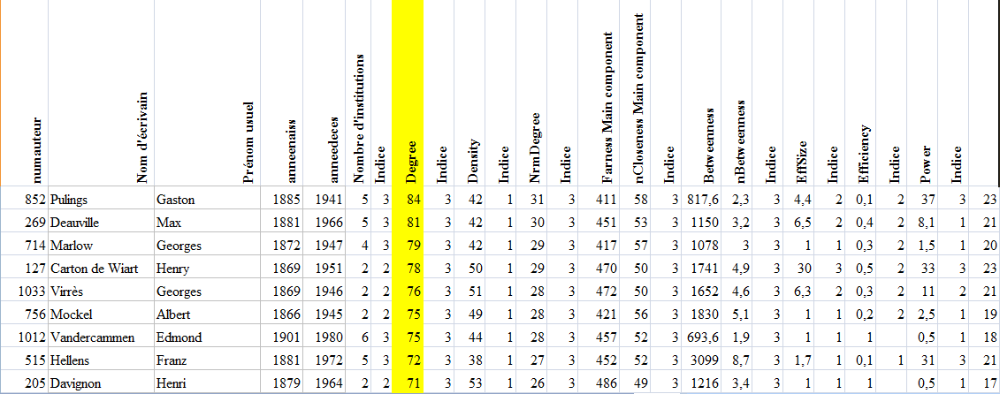 numauteur Nom d'écrivain Prénom usuel anneenaiss anneedeces Nombre d'institutions Indice Degree Indice Density Indice NrmDegree Indice Farness Main component nCloseness Main component Indice Betweenness nBetweenness Indice EffSize Indice Efficiency Indice Power Indice
852 Pulings Gaston 1885 1941 5 3 84 3 42 1 31 3 411 58 3 817,6 2,3 3 4,4 2 0,1 2 37 3 23
269 Deauville Max 1881 1966 5 3 81 3 42 1 30 3 451 53 3 1150 3,2 3 6,5 2 0,4 2 8,1 1 21
714 Marlow Georges 1872 1947 4 3 79 3 42 1 29 3 417 57 3 1078 3 3 1 1 0,3 2 1,5 1 20
127 Carton de Wiart Henry 1869 1951 2 2 78 3 50 1 29 3 470 50 3 1741 4,9 3 30 3 0,5 2 33 3 23
1033 Virrès Georges 1869 1946 2 2 76 3 51 1 28 3 472 50 3 1652 4,6 3 6,3 2 0,3 2 11 2 21
756 Mockel Albert 1866 1945 2 2 75 3 49 1 28 3 421 56 3 1830 5,1 3 1 1 0,2 2 2,5 1 19
1012 Vandercammen Edmond 1901 1980 6 3 75 3 44 1 28 3 457 52 3 693,6 1,9 3 1 1 1 0,5 1 18
515 Hellens Franz 1881 1972 5 3 72 3 38 1 27 3 452 52 3 3099 8,7 3 1,7 1 0,1 1 31 3 21
205 Davignon Henri 1879 1964 2 2 71 3 53 1 26 3 486 49 3 1216 3,4 3 1 1 1 0,5 1 17